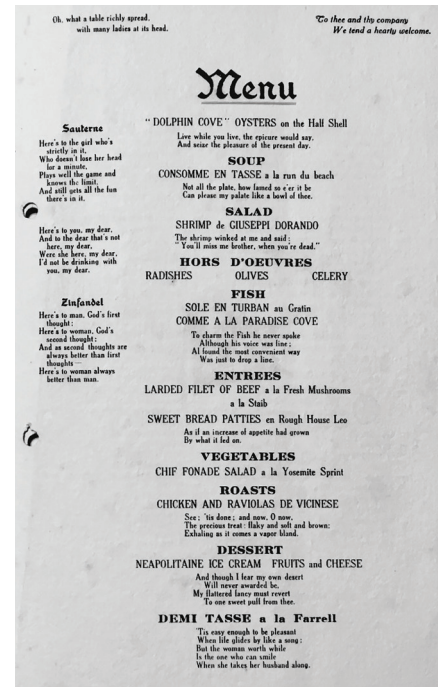 Oh, what a table richly spread,
with many ladies at its head.
To thee and thy company
We tend a hearty welcome.
Menu
"DOLPHIN COVE" OYSTERS on the Half Shell
Live while you live, the epicure would say,
And seize the pleasure of the present day.
SOUP
CONSOMME EN TASSE a la run du beach
Not all the plate, how famed so e'er it be
Can please my palate like a bowl of thee.
SALAD
SHRIMP de GIUSEPPI DORANDO
The shrimp winked at me and said:
"You'll miss me brother, when you're dead."
HORS D'OEUVRES
RADISHES OLIVES CELERY
FISH
SOLE EN TURBAN au Gratin
COMME A LA PARADISE COVE
To charm the Fish he never spoke
Although his voice was line;
Al found the most convenient way
Was just to drop a line.
ENTREES
LARDED FILET OF BEEF a la Fresh Mushrooms
a la Staib
SWEET BREAD PATTIES en Rough House Leo
As if an increase of appetite had grown
By what it fed on.
VEGETABLES
CHIF FONADE SALAD a la Yosemite Sprint
ROASTS
CHICKEN AND RAVIOLAS DE VICINESE
See; 'tis done; and now, O now,
The precious treat: flaky and soft and brown;
Exhaling as it comes a vapor bland.
DESSERT
NEAPOLITAINE ICE CREAM FRUITS and CHEESE
And though I fear my own desert
Will never awarded be,
My flattered fancy must revert
To one sweet puff from thee.
DEMI TASSE a la Farrell
'Tis easy enough to be pleasant
When life glides by like a song;
But the woman worth while
Is the one who can smile
When she takes her husband along.
Sauterne
Here's to the girl who's
strictly in it,
Who doesn't lose her head
for a minute,
Plays well the game and
knows the limit,
And still gets all the fun
there's in it.
Here's to you, my dear,
And to the dear that's not
here, my dear,
Were she here, my dear,
I'd not be drinking with
you, my dear.
Zinfandel
Here's to man, God's first
thought;
Here's to woman, God's
second thought;
And as second thoughts are
always better than first
thoughts—
Here's to woman always
better than man.